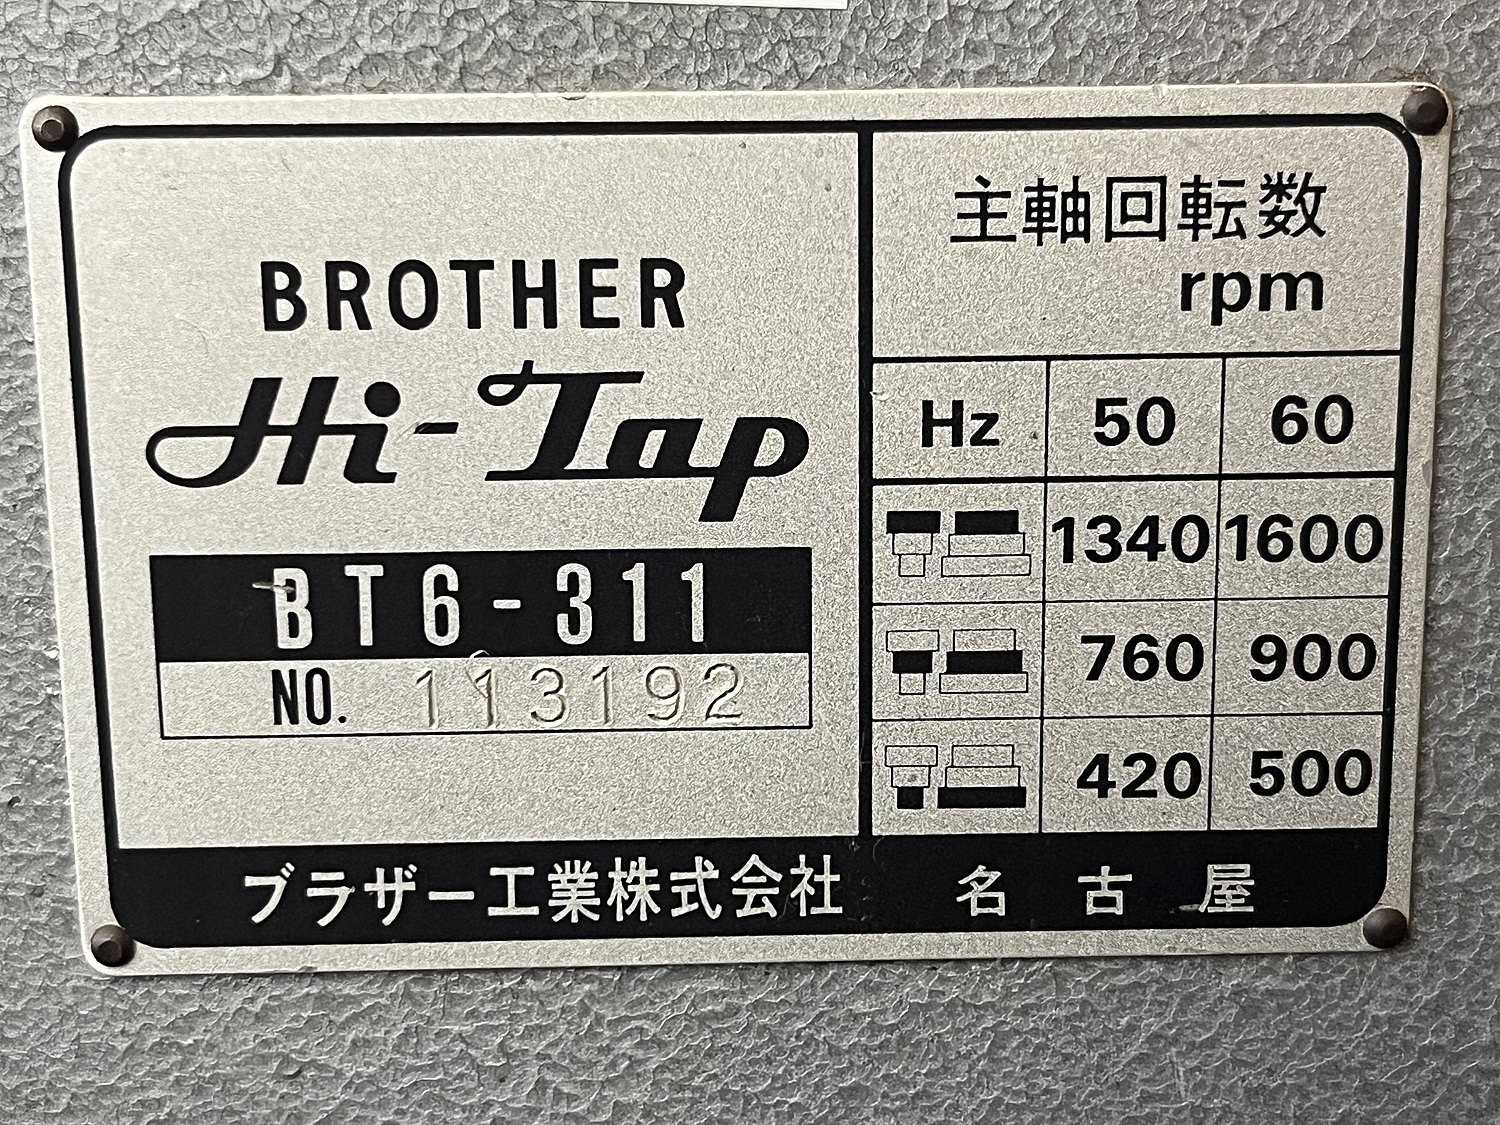 BROTHER
Hi-Tap
BT6-311
NO. 113192
主軸回転数
rpm
Hz 50 60
1340 1600
760 900
420 500
ブラザー工業株式会社 名古屋